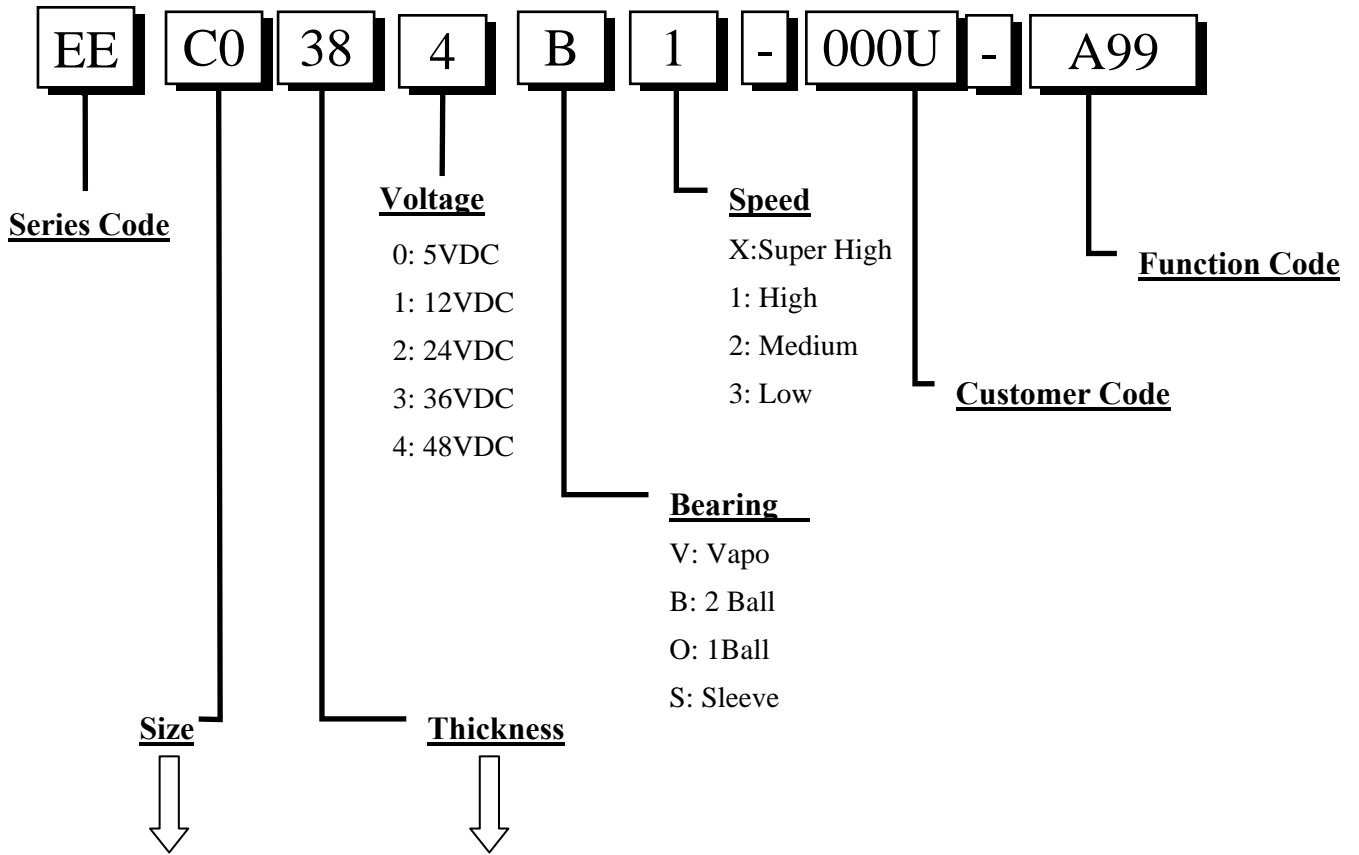 EE C0 38 4 B 1 - 000U - A99
Series Code
Voltage
0: 5VDC
1: 12VDC
2: 24VDC
3: 36VDC
4: 48VDC
Speed
X:Super High
1: High
2: Medium
3: Low
Function Code
Customer Code
Bearing
V: Vapo
B: 2 Ball
O: 1Ball
S: Sleeve
Size
Thickness